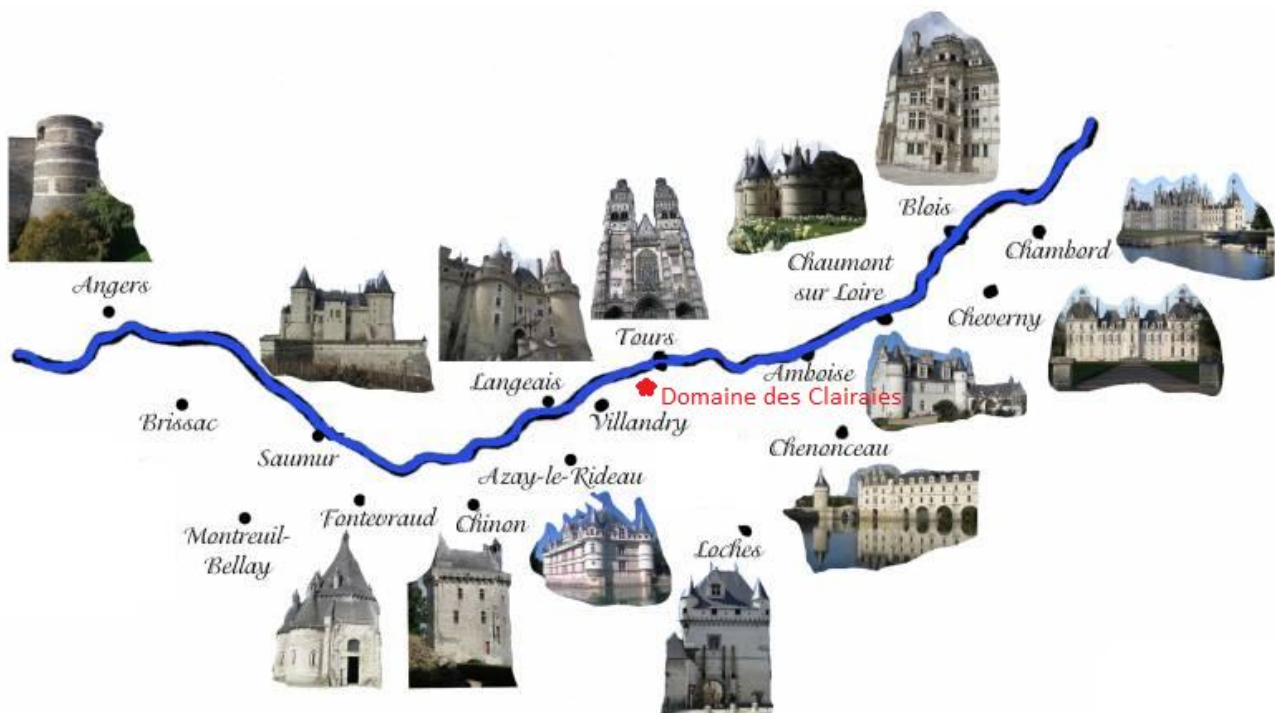 Blois
Chambord
Chaumont
sur Loire
Angers
Cheverny
Tours
Amboise
Langeais
Domaine des Clairaies
Villandry
Brissac
Chenonceau
Saumur
Azay-le-Rideau
Fontevraud
Chinon
Montreuil-
Bellay
Loches